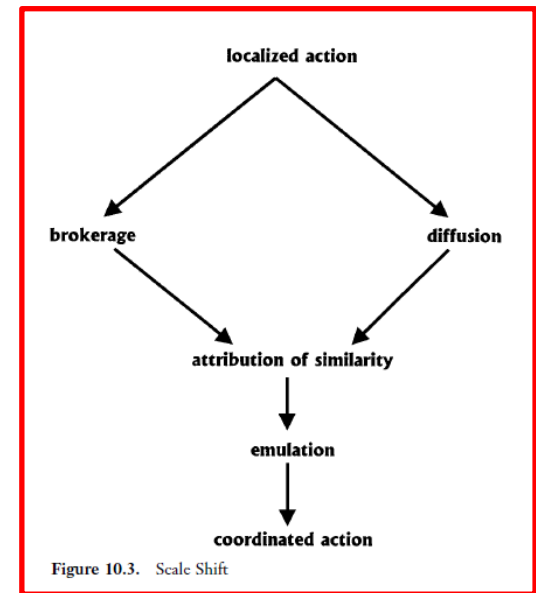 localized action
brokerage diffusion
attribution of similarity
emulation
coordinated action
Figure 10.3. Scale Shift